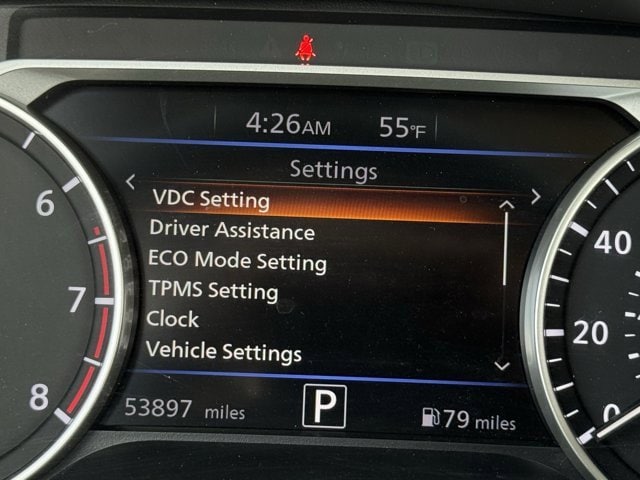 4:26AM 55°F
Settings
VDC Setting
Driver Assistance
ECO Mode Setting
TPMS Setting
Clock
Vehicle Settings
53897 miles P 79 miles
6
7
8
40
20
0